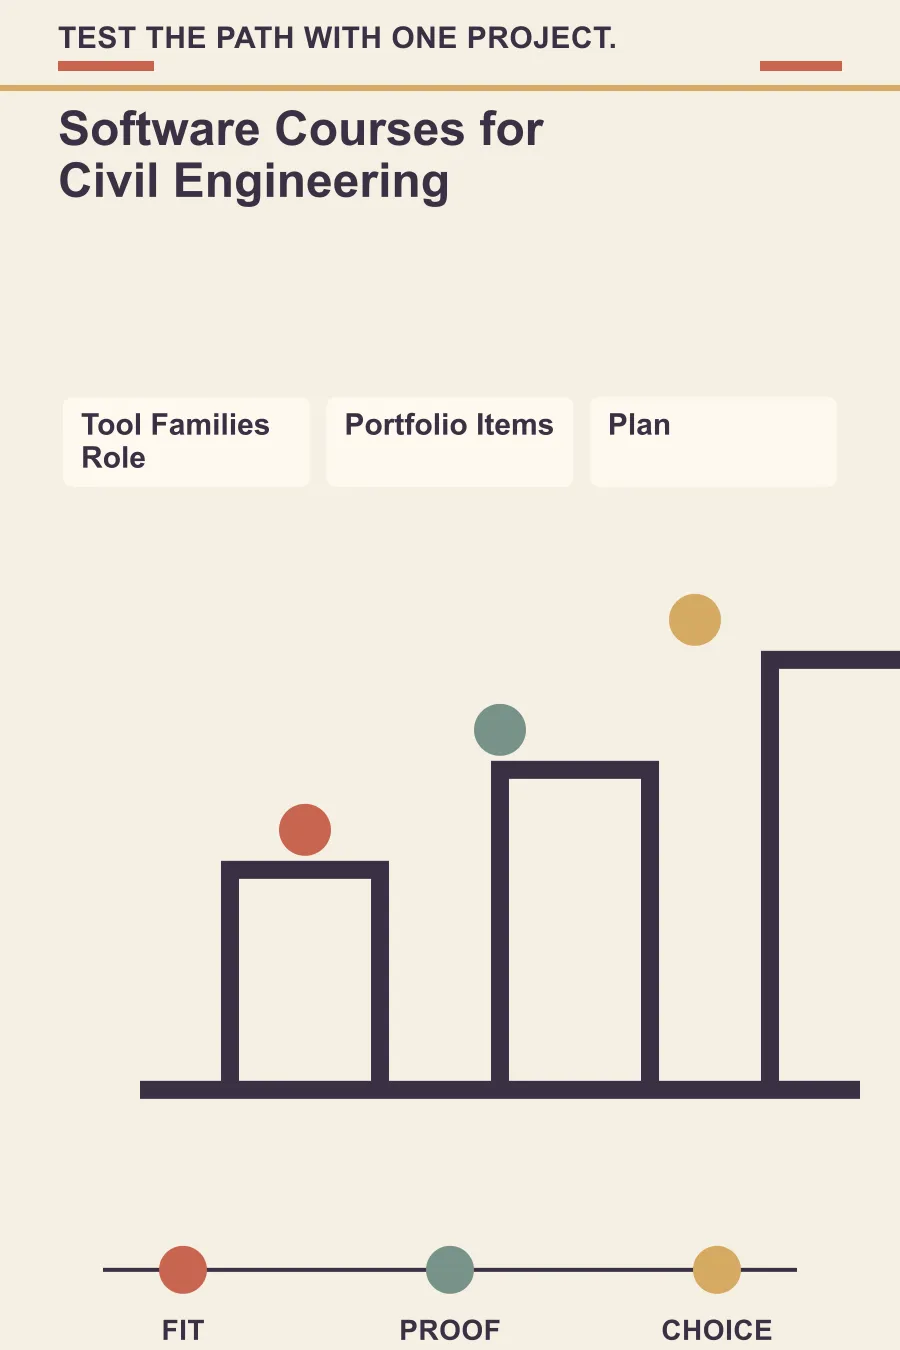 TEST THE PATH WITH ONE PROJECT.
Software Courses for
Civil Engineering
Tool Families
Role
Portfolio Items
Plan
FIT
PROOF
CHOICE